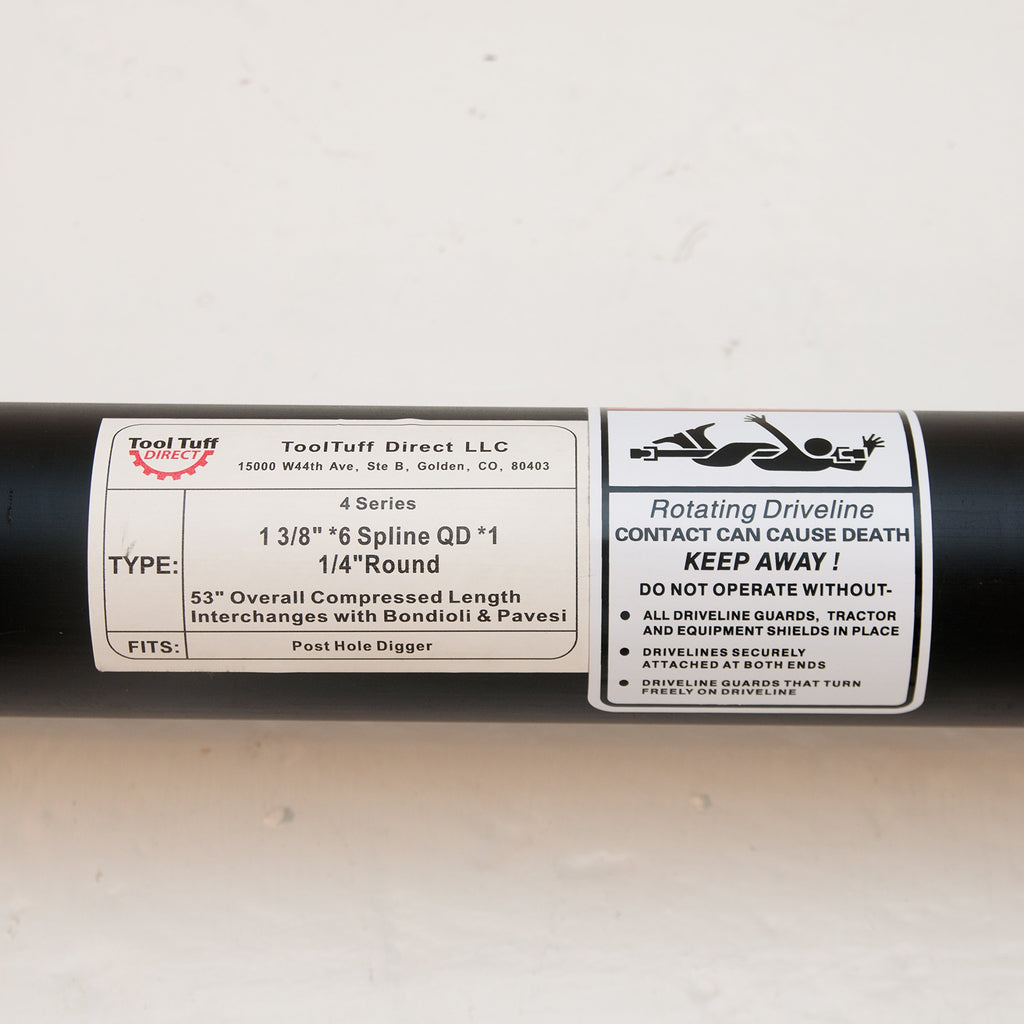 Tool Tuff
DIRECT
ToolTuff Direct LLC
15000 W44th Ave, Ste B, Golden, CO, 80403
4 Series
TYPE:
1 3/8" *6 Spline QD *1
1/4"Round
53" Overall Compressed Length
Interchanges with Bondioli & Pavesi
FITS:
Post Hole Digger
Rotating Driveline
CONTACT CAN CAUSE DEATH
KEEP AWAY !
DO NOT OPERATE WITHOUT-
● ALL DRIVELINE GUARDS, TRACTOR
AND EQUIPMENT SHIELDS IN PLACE
● DRIVELINES SECURELY
ATTACHED AT BOTH ENDS
● DRIVELINE GUARDS THAT TURN
FREELY ON DRIVELINE